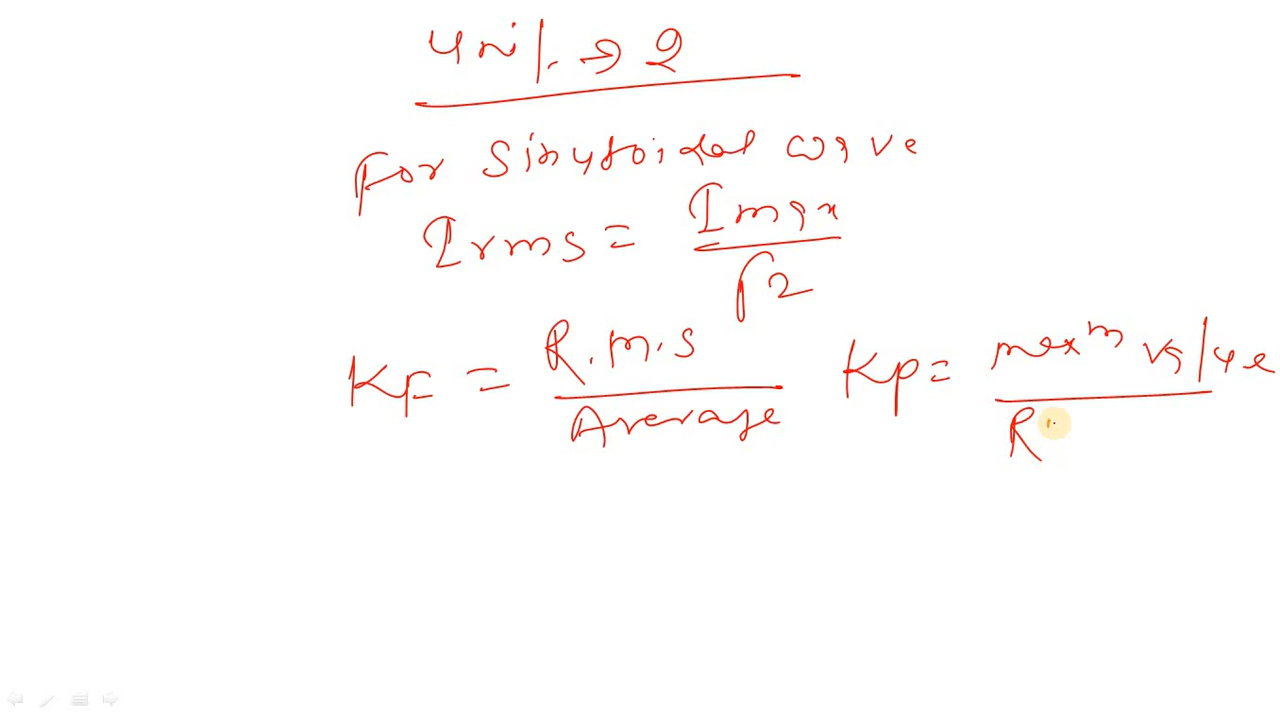 Unit → 2
For Sinusoidal wave
Irms = Imax / √2
KF = R.M.S / Average Kp = maxm value / R